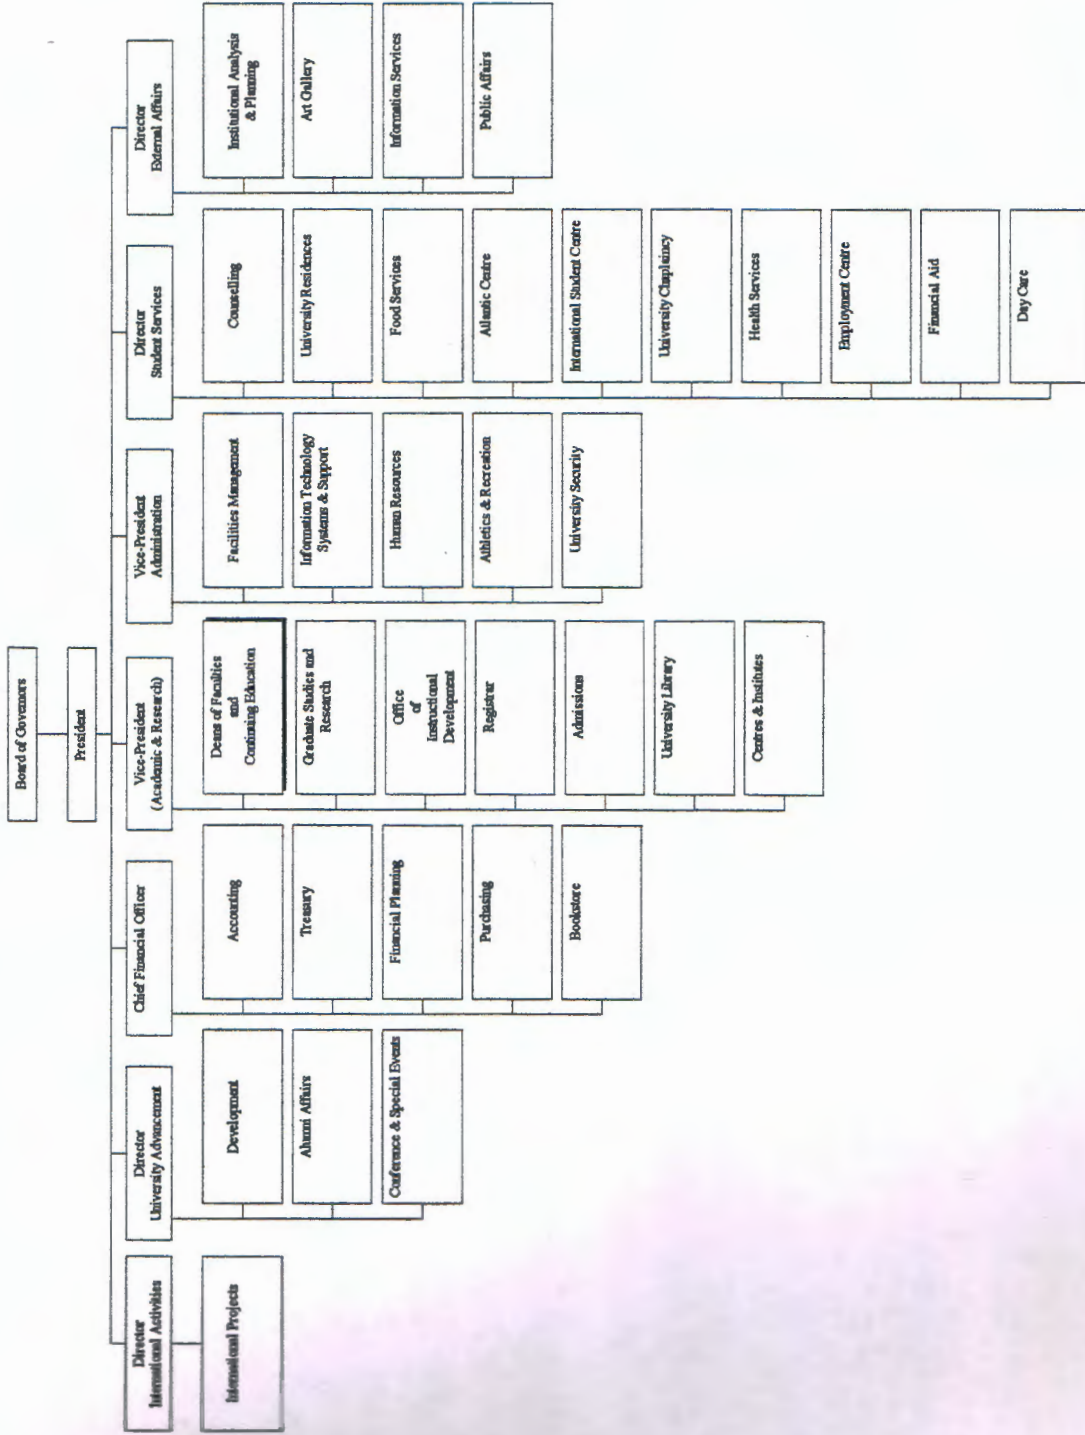 Board of Governors
President
Director
International Activities
International Projects
Director
University Advancement
Development
Alumni Affairs
Conference & Special Events
Chief Financial Officer
Accounting
Treasury
Financial Planning
Purchasing
Bookstore
Vice-President
(Academic & Research)
Deans of Faculties
and
Continuing Education
Graduate Studies and
Research
Office
of
Instructional
Development
Registrar
Admissions
University Library
Centres & Institutes
Vice-President
Administration
Facilities Management
Information Technology
Systems & Support
Human Resources
Athletics & Recreation
University Security
Director
Student Services
Counselling
University Residences
Food Services
Atlantic Centre
International Student Centre
University Chaplaincy
Health Services
Employment Centre
Financial Aid
Day Care
Director
External Affairs
Institutional Analysis
& Planning
Art Gallery
Information Services
Public Affairs